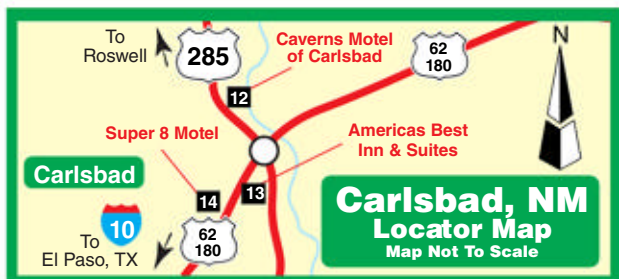 To
Roswell
285
Caverns Motel
of Carlsbad
62
180
N
12
Super 8 Motel
Americas Best
Inn & Suites
Carlsbad
14
13
10
To
El Paso, TX
62
180
Carlsbad, NM
Locator Map
Map Not To Scale